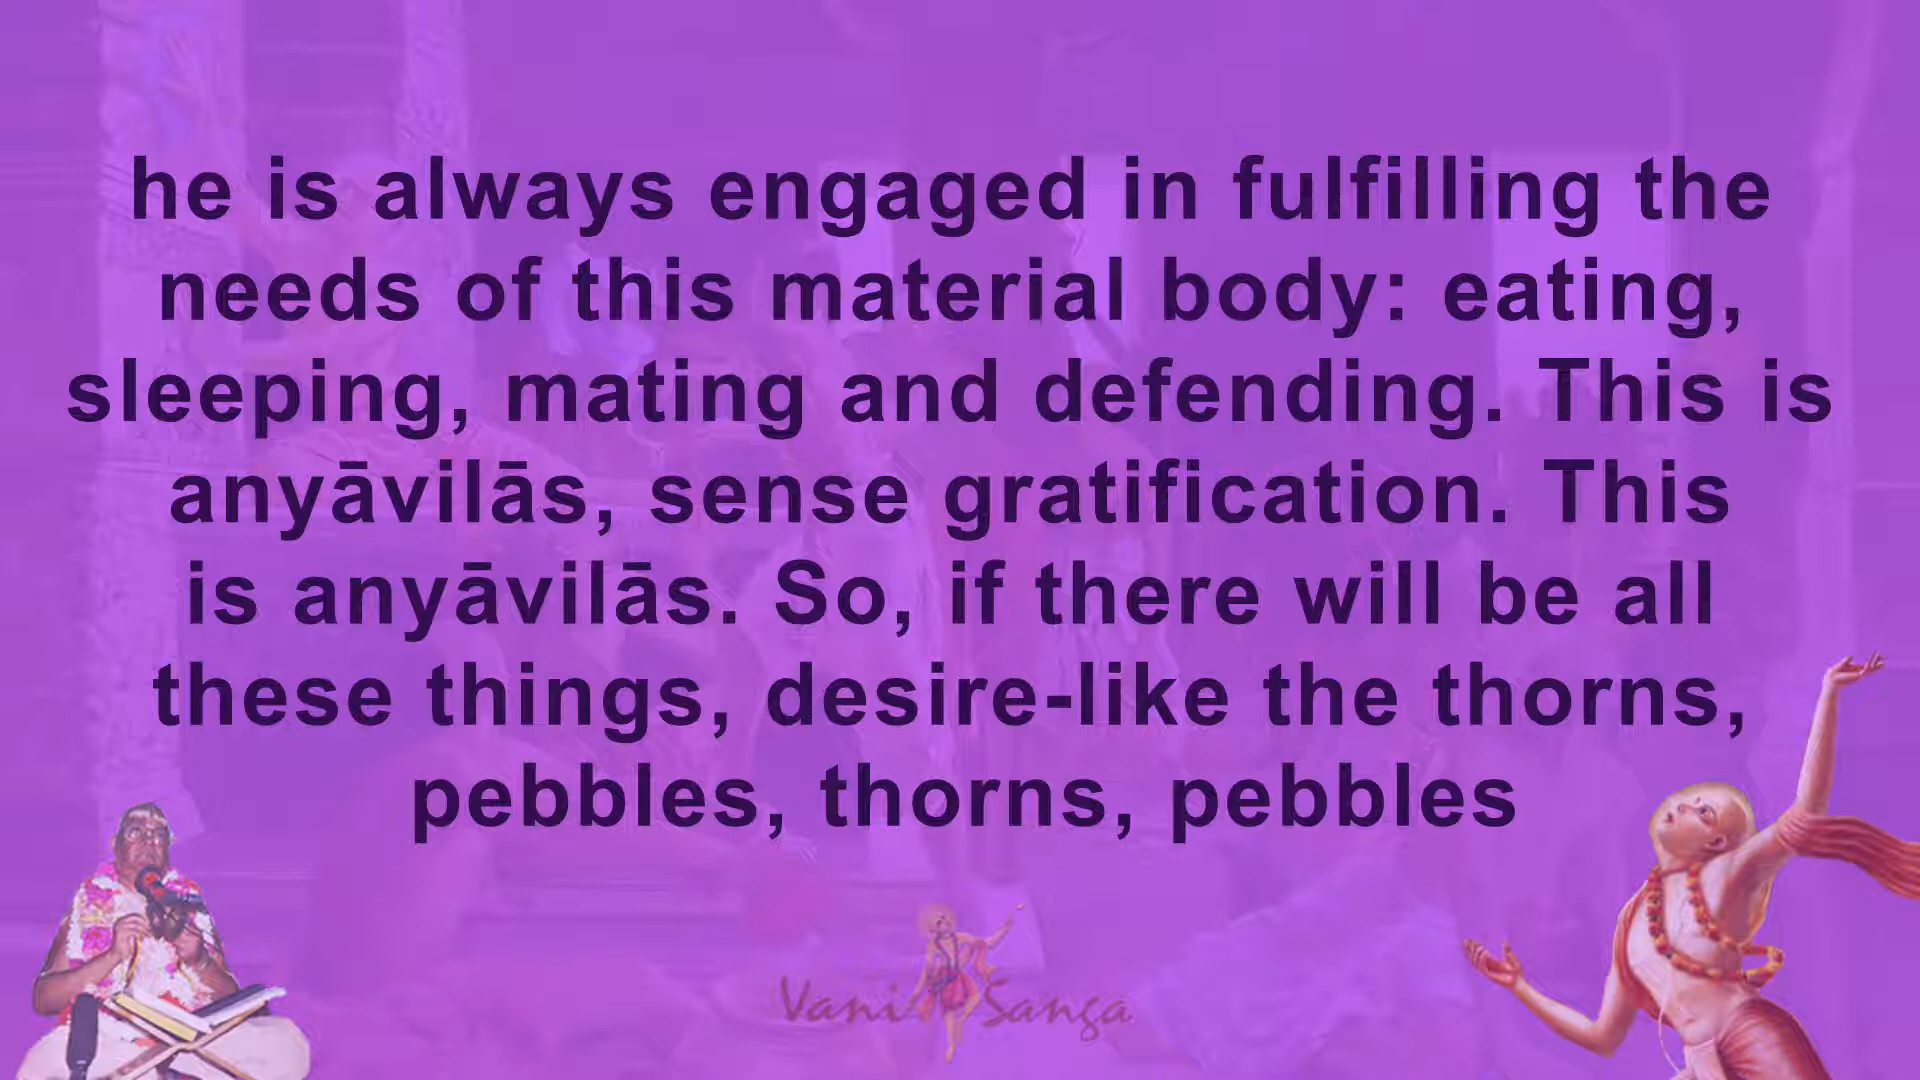 he is always engaged in fulfilling the
needs of this material body: eating,
sleeping, mating and defending. This is
anyāvilās, sense gratification. This
is anyāvilās. So, if there will be all
these things, desire-like the thorns,
pebbles, thorns, pebbles
Vani Sanga